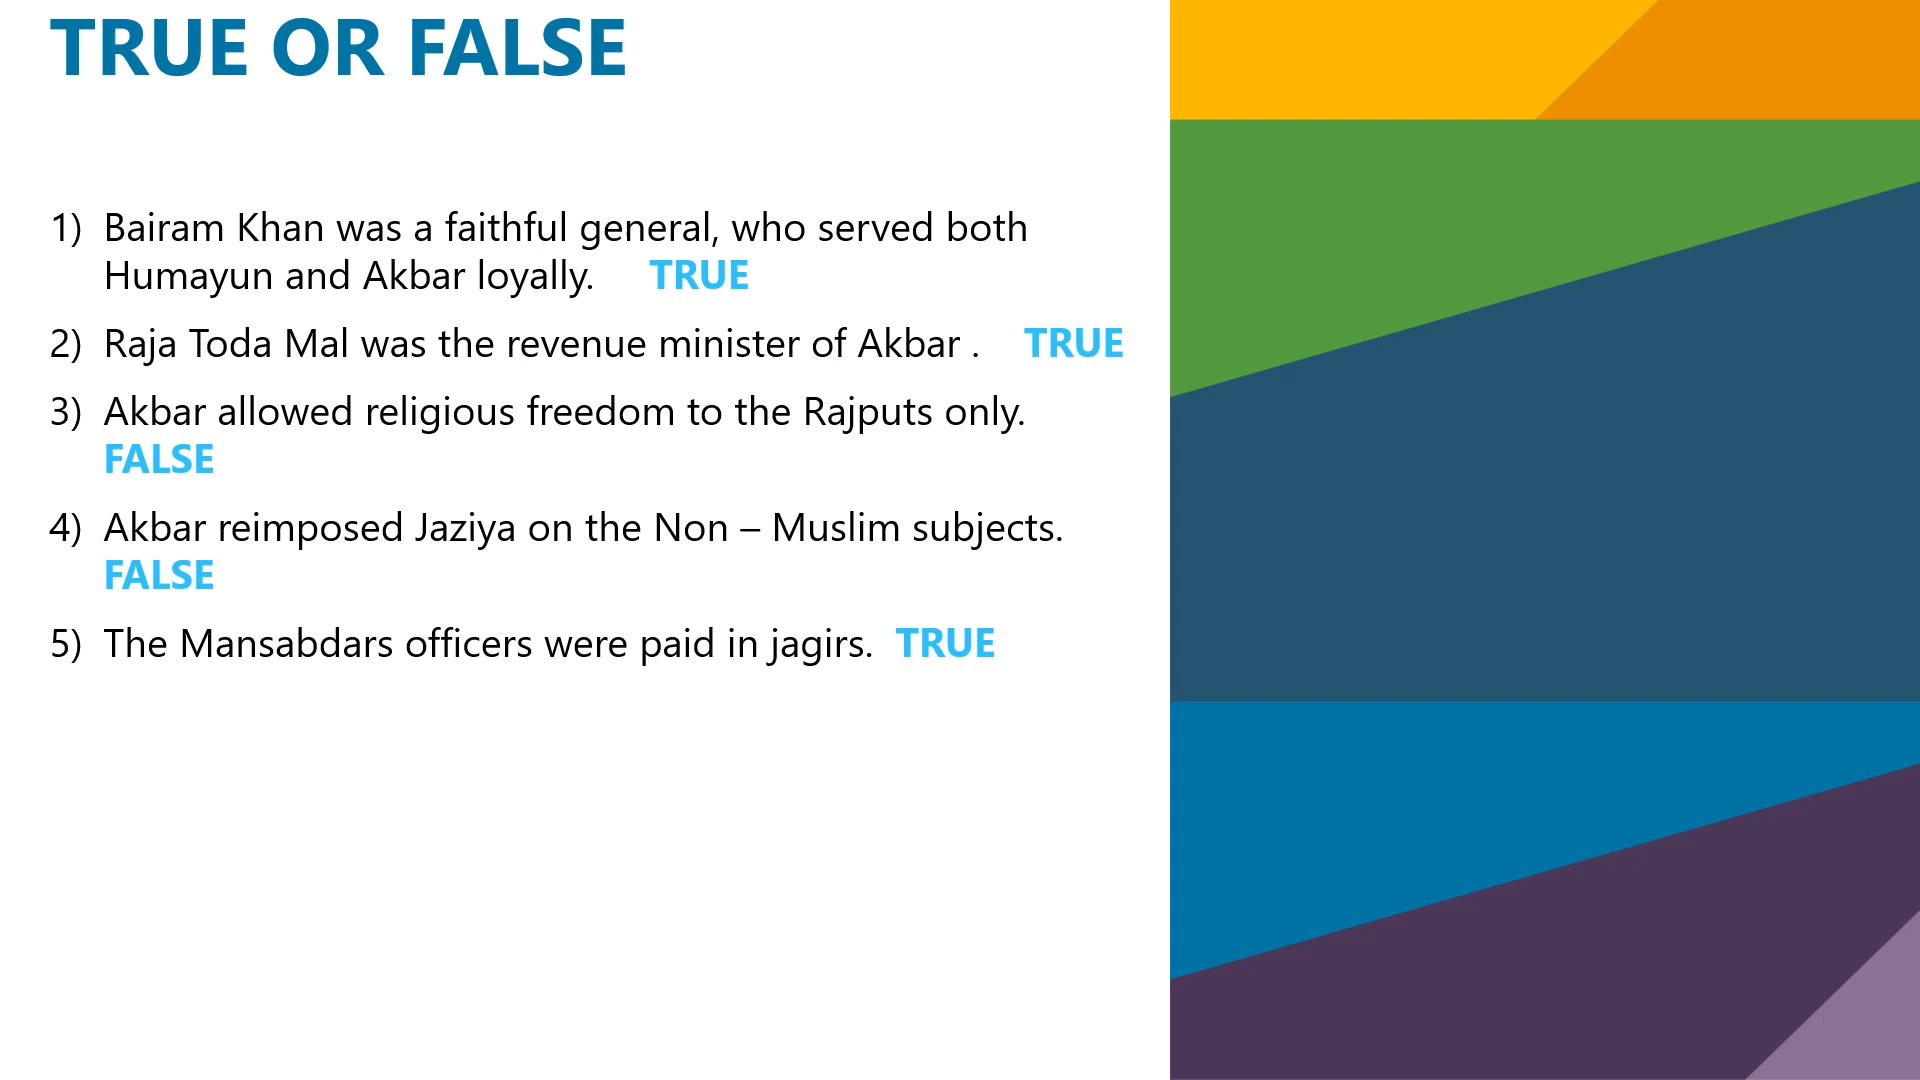 TRUE OR FALSE
1) Bairam Khan was a faithful general, who served both
Humayun and Akbar loyally. TRUE
2) Raja Toda Mal was the revenue minister of Akbar . TRUE
3) Akbar allowed religious freedom to the Rajputs only.
FALSE
4) Akbar reimposed Jaziya on the Non – Muslim subjects.
FALSE
5) The Mansabdars officers were paid in jagirs. TRUE